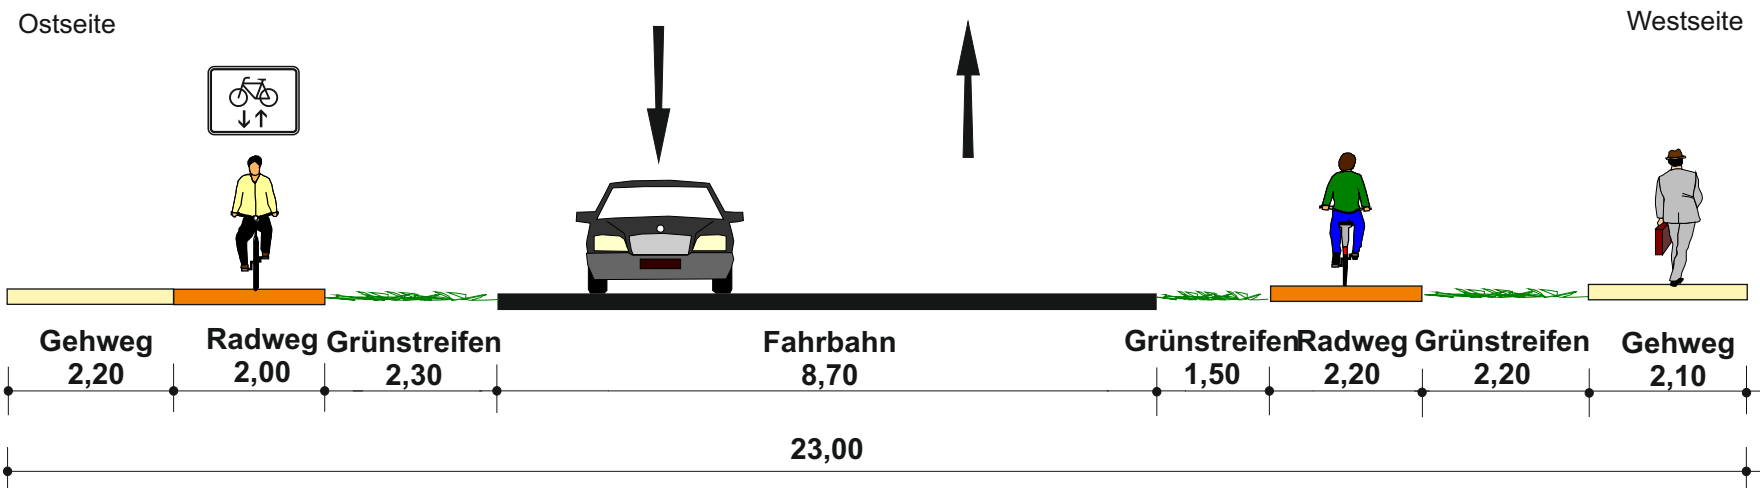 Ostseite
Westseite
Gehweg
Radweg
Grünstreifen
Fahrbahn
Grünstreifen
Radweg
Grünstreifen
Gehweg
2,20
2,00
2,30
8,70
1,50
2,20
2,20
2,10
23,00